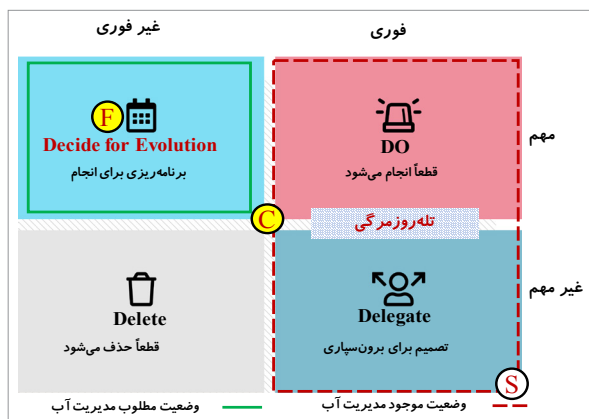 فوری
غیر فوری
مهم
DO
قطعاً انجام می‌شود
F
Decide for Evolution
برنامه‌ریزی برای انجام
C
تله‌روزمرگی
غیر مهم
Delegate
تصمیم برای برون‌سپاری
Delete
قطعاً حذف می‌شود
S
وضعیت موجود مدیریت آب
وضعیت مطلوب مدیریت آب